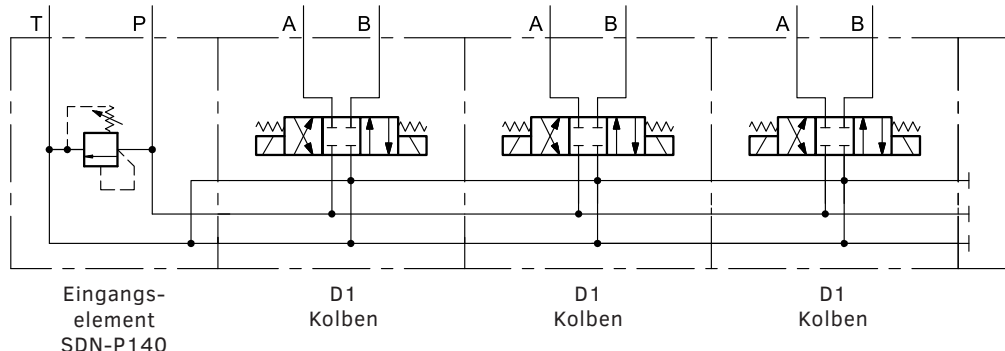 T P A B A B A B
Eingangs-
element
SDN-P140
D1
Kolben
D1
Kolben
D1
Kolben